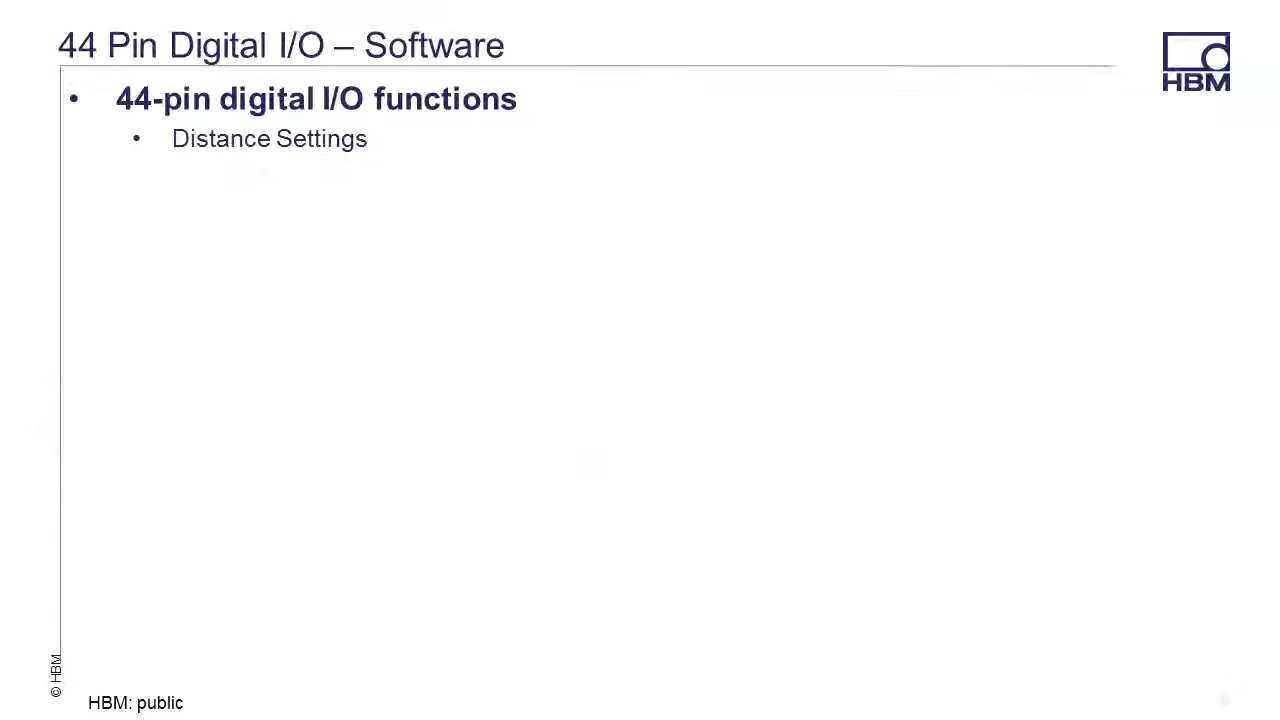 44 Pin Digital I/O – Software
HBM
• 44-pin digital I/O functions
• Distance Settings
© HBM
HBM: public